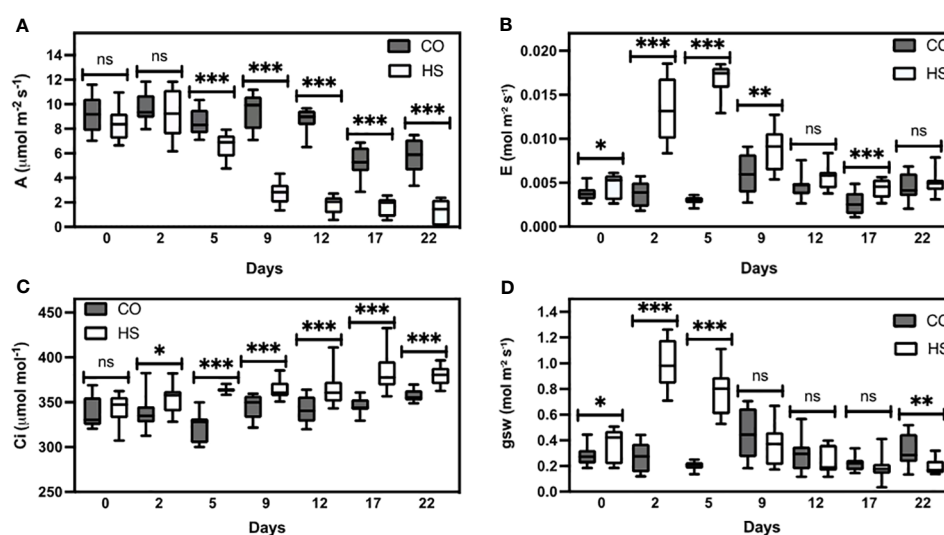 A
ns
ns
***
***
***
***
***
CO
HS
14
12
10
8
6
4
2
0
A (μmol m⁻² s⁻¹)
0 2 5 9 12 17 22
Days
B
*
***
***
**
ns
***
ns
CO
HS
0.020
0.015
0.010
0.005
0.000
E (mol m⁻² s⁻¹)
0 2 5 9 12 17 22
Days
C
CO
HS
ns
*
***
***
***
***
***
450
400
350
300
250
Ci (μmol mol⁻¹)
0 2 5 9 12 17 22
Days
D
*
***
***
ns
ns
ns
**
CO
HS
1.4
1.2
1.0
0.8
0.6
0.4
0.2
0.0
gsw (mol m⁻² s⁻¹)
0 2 5 9 12 17 22
Days